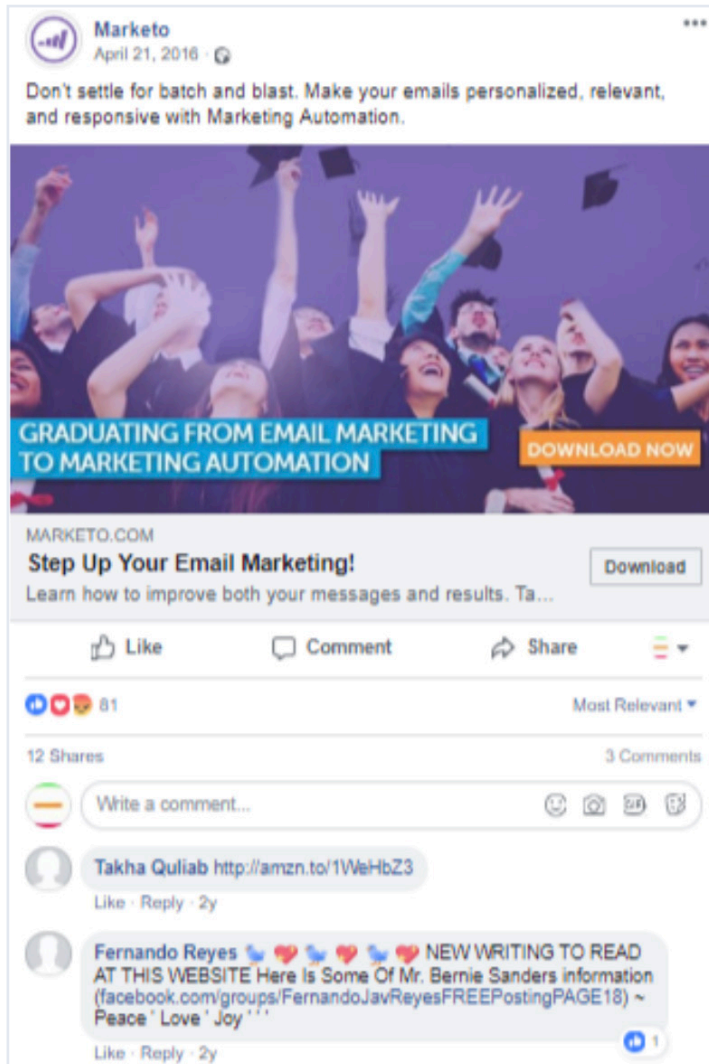 Marketo
April 21, 2016 ·
Don't settle for batch and blast. Make your emails personalized, relevant,
and responsive with Marketing Automation.
GRADUATING FROM EMAIL MARKETING
TO MARKETING AUTOMATION
DOWNLOAD NOW
MARKETO.COM
Step Up Your Email Marketing!
Download
Learn how to improve both your messages and results. Ta...
Like Comment Share
81 Most Relevant
12 Shares 3 Comments
Write a comment... GIF
Takha Quliab http://amzn.to/1WeHbZ3
Like · Reply · 2y
Fernando Reyes 🐦 💖 🐦 💖 🐦 💖 NEW WRITING TO READ
AT THIS WEBSITE Here Is Some Of Mr. Bernie Sanders information
(facebook.com/groups/FernandoJavReyesFREEPostingPAGE18) ~
Peace ' Love ' Joy ' ' '
1
Like · Reply · 2y